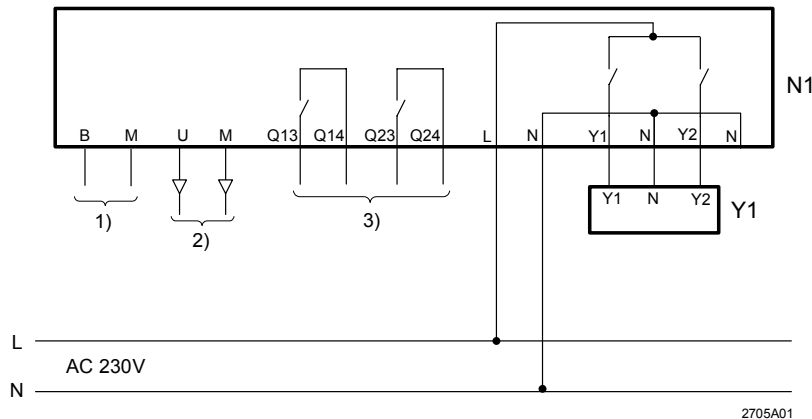 N1
B M U M Q13 Q14 Q23 Q24 L N Y1 N Y2 N
Y1 N Y2
Y1
1)
2)
3)
L
AC 230V
N
2705A01